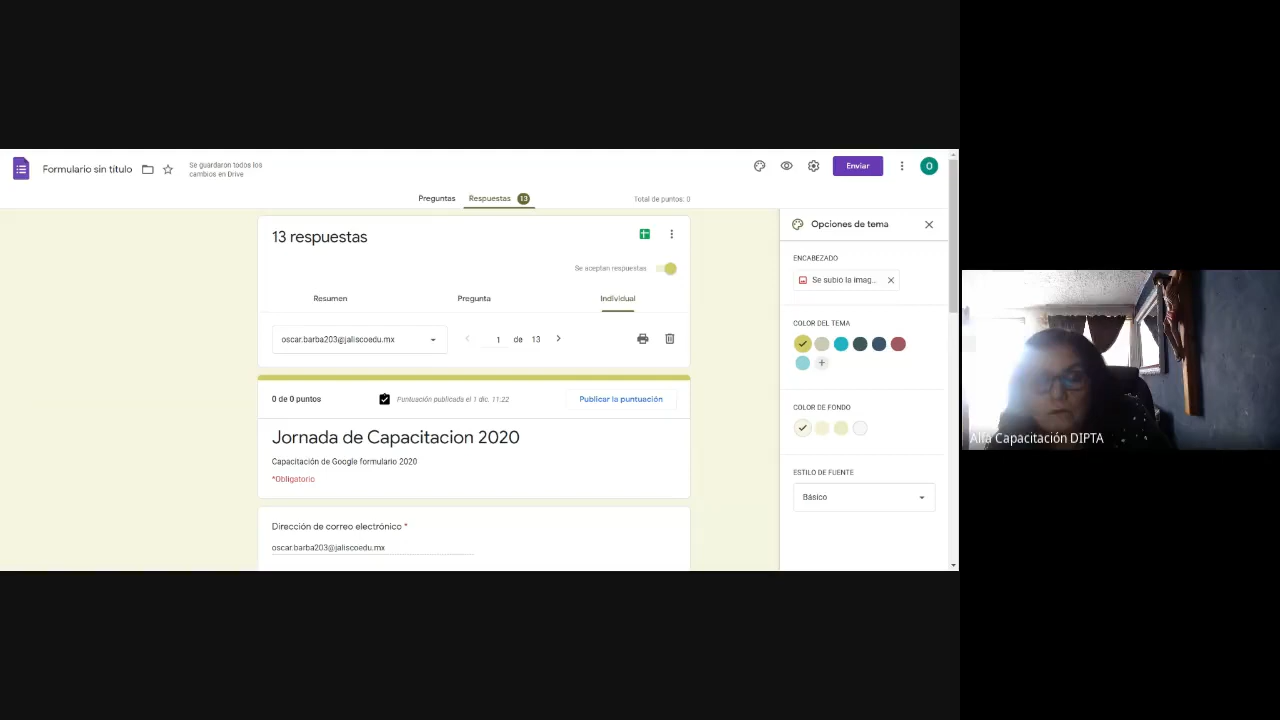 Formulario sin título
Se guardaron todos los
cambios en Drive
Enviar
O
Preguntas
Respuestas 13
Total de puntos: 0
13 respuestas
Se aceptan respuestas
Resumen
Pregunta
Individual
oscar.barba203@jaliscoedu.mx
1 de 13
0 de 0 puntos
Puntuación publicada el 1 dic. 11:22
Publicar la puntuación
Jornada de Capacitacion 2020
Capacitación de Google formulario 2020
*Obligatorio
Dirección de correo electrónico *
oscar.barba203@jaliscoedu.mx
Opciones de tema
ENCABEZADO
Se subió la imag...
COLOR DEL TEMA
COLOR DE FONDO
ESTILO DE FUENTE
Básico
Alfa Capacitación DIPTA